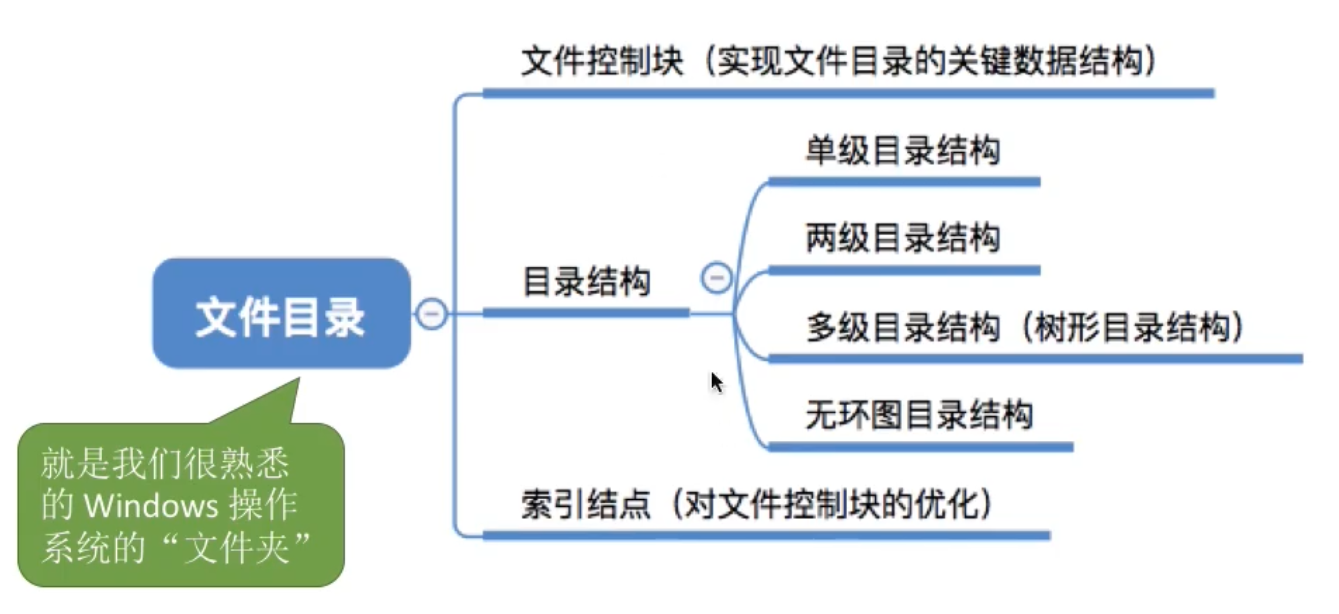 文件控制块（实现文件目录的关键数据结构）
单级目录结构
两级目录结构
目录结构
多级目录结构（树形目录结构）
无环图目录结构
索引结点（对文件控制块的优化）
文件目录
就是我们很熟悉
的 Windows 操作
系统的“文件夹”